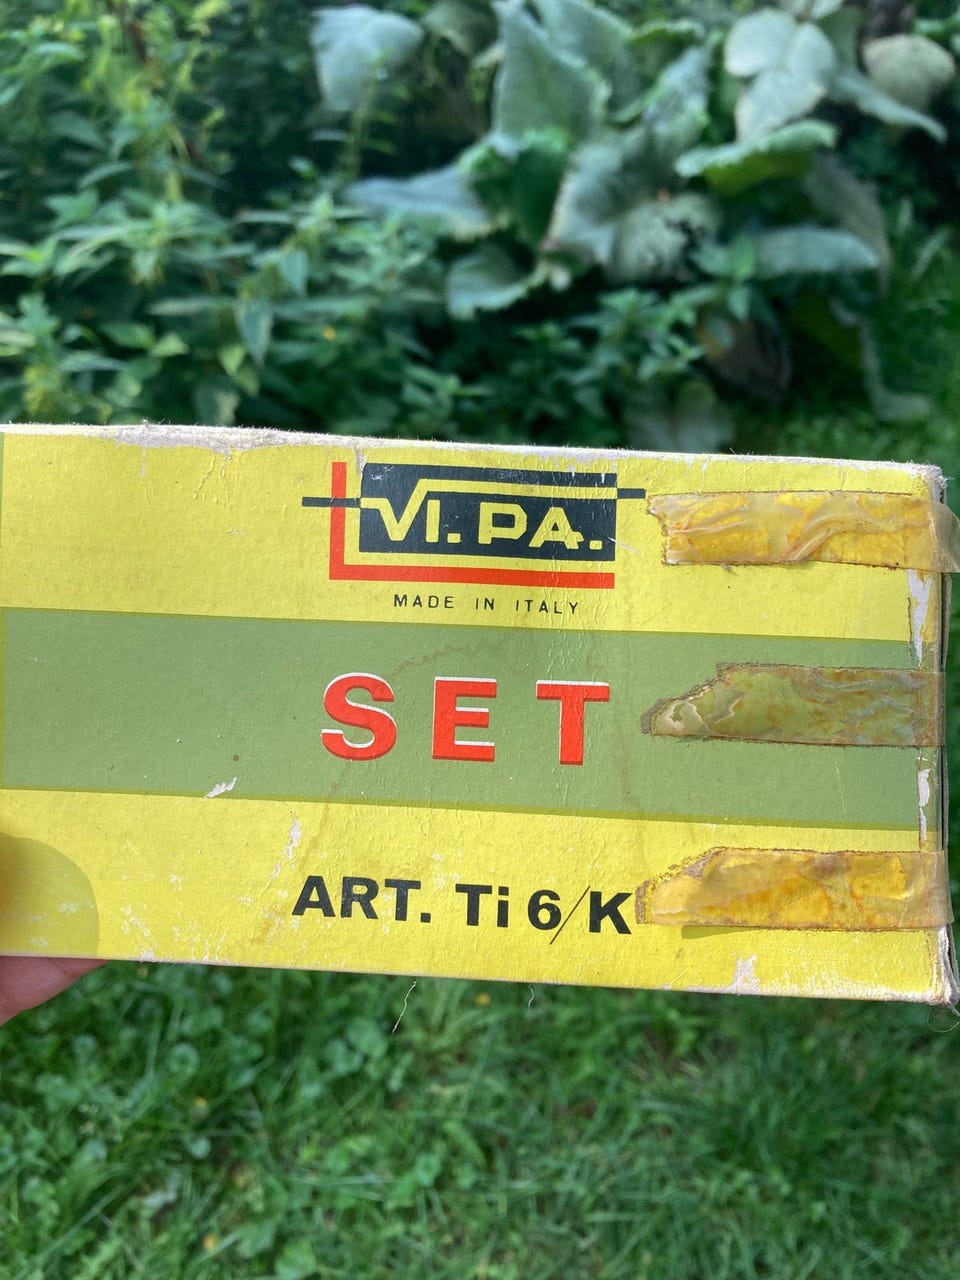 VI.PA.
MADE IN ITALY
SET
ART. Ti 6/K